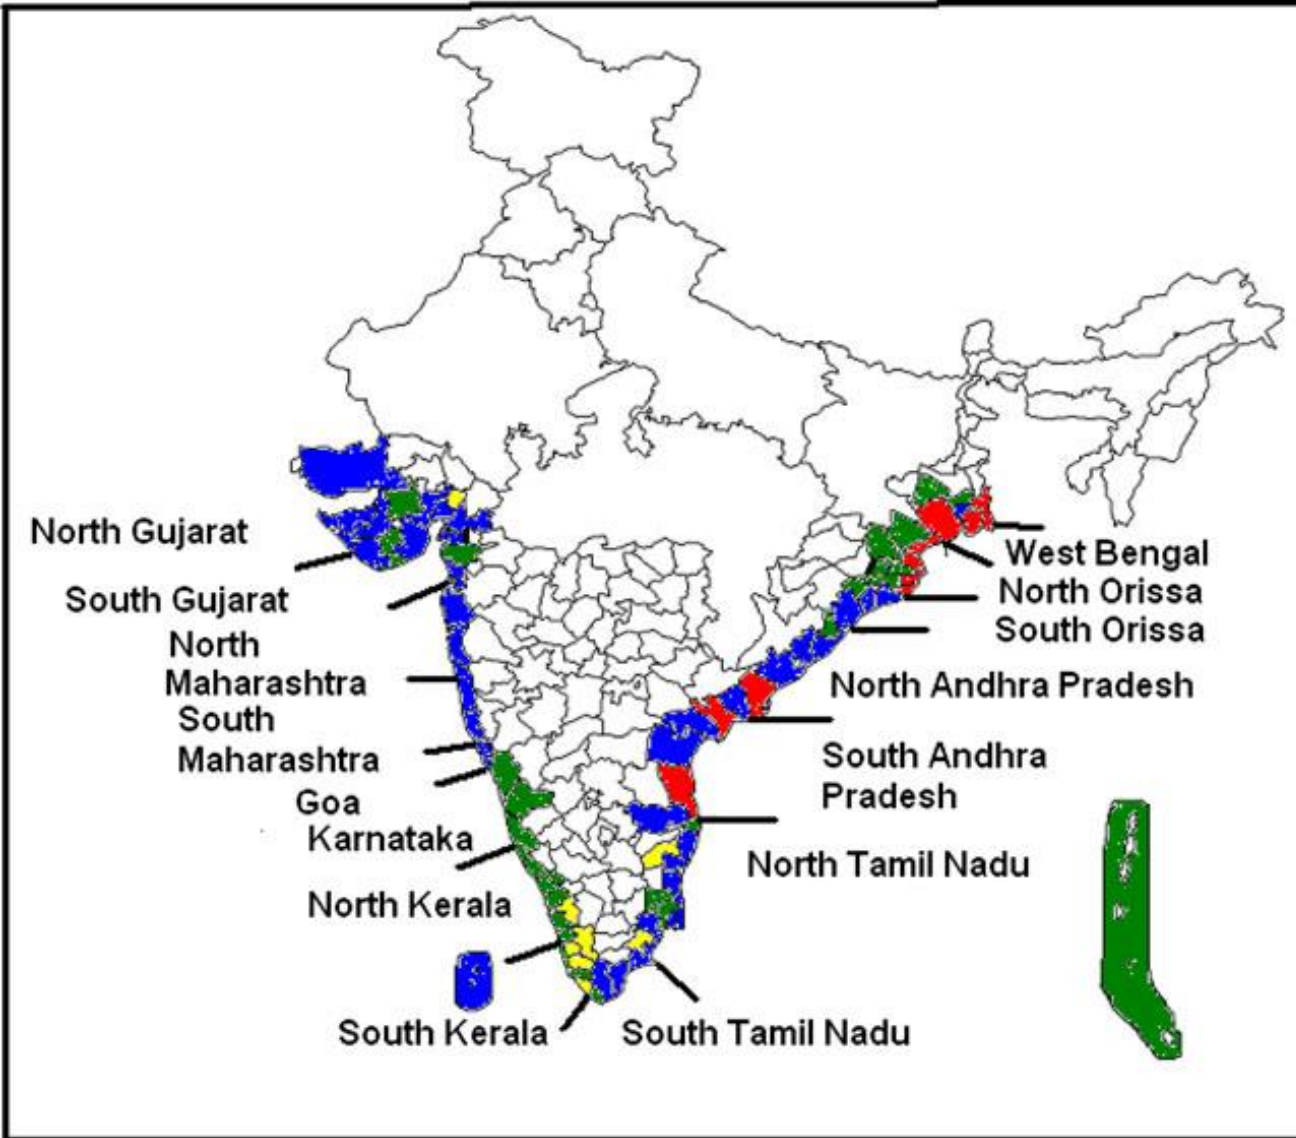 North Gujarat
South Gujarat
North
Maharashtra
South
Maharashtra
Goa
Karnataka
North Kerala
South Kerala
South Tamil Nadu
West Bengal
North Orissa
South Orissa
North Andhra Pradesh
South Andhra
Pradesh
North Tamil Nadu